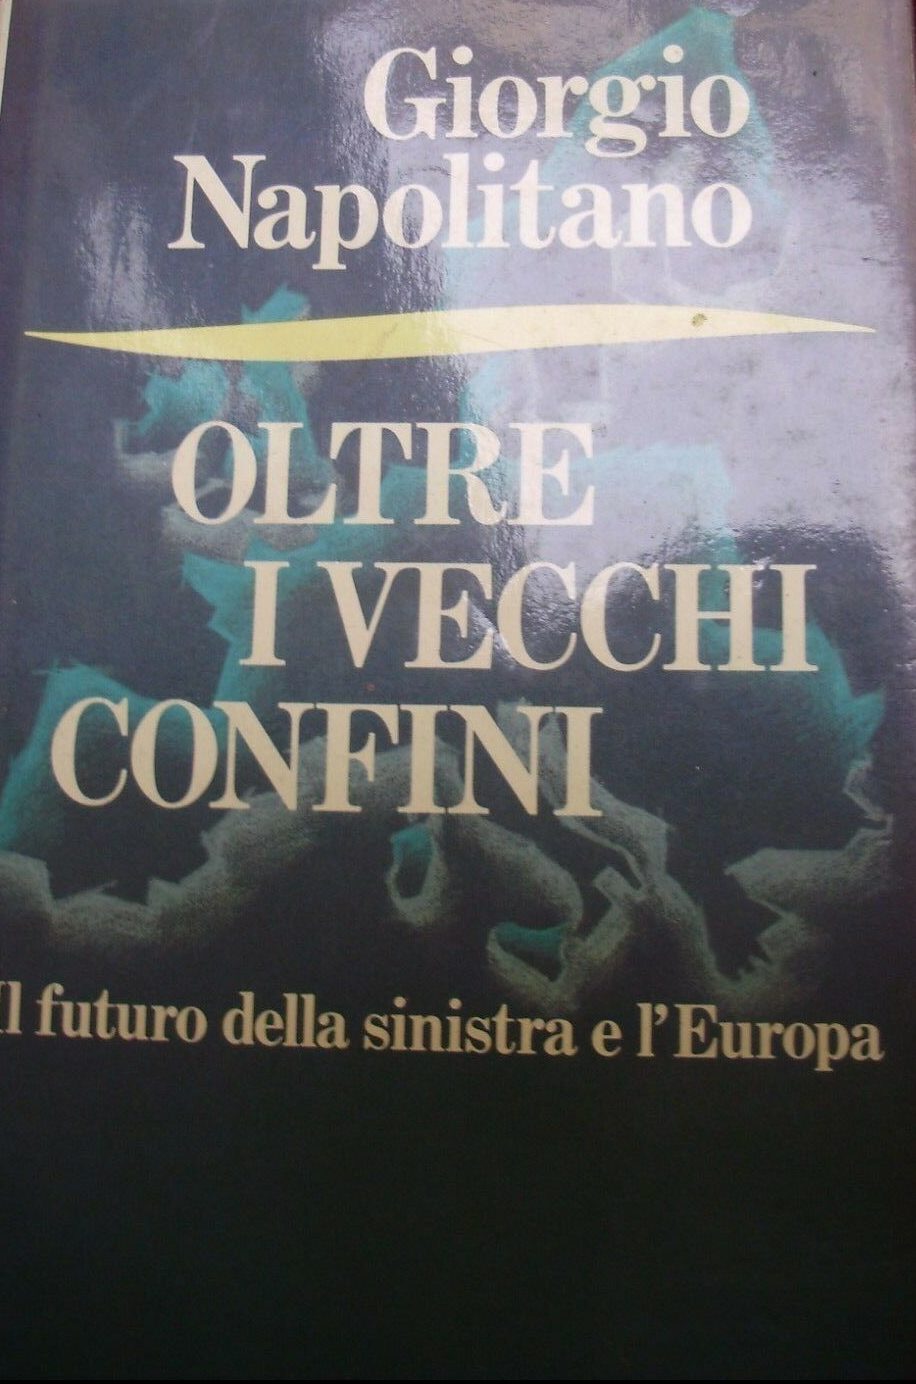 Giorgio
Napolitano
OLTRE
I VECCHI
CONFINI
Il futuro della sinistra e l'Europa